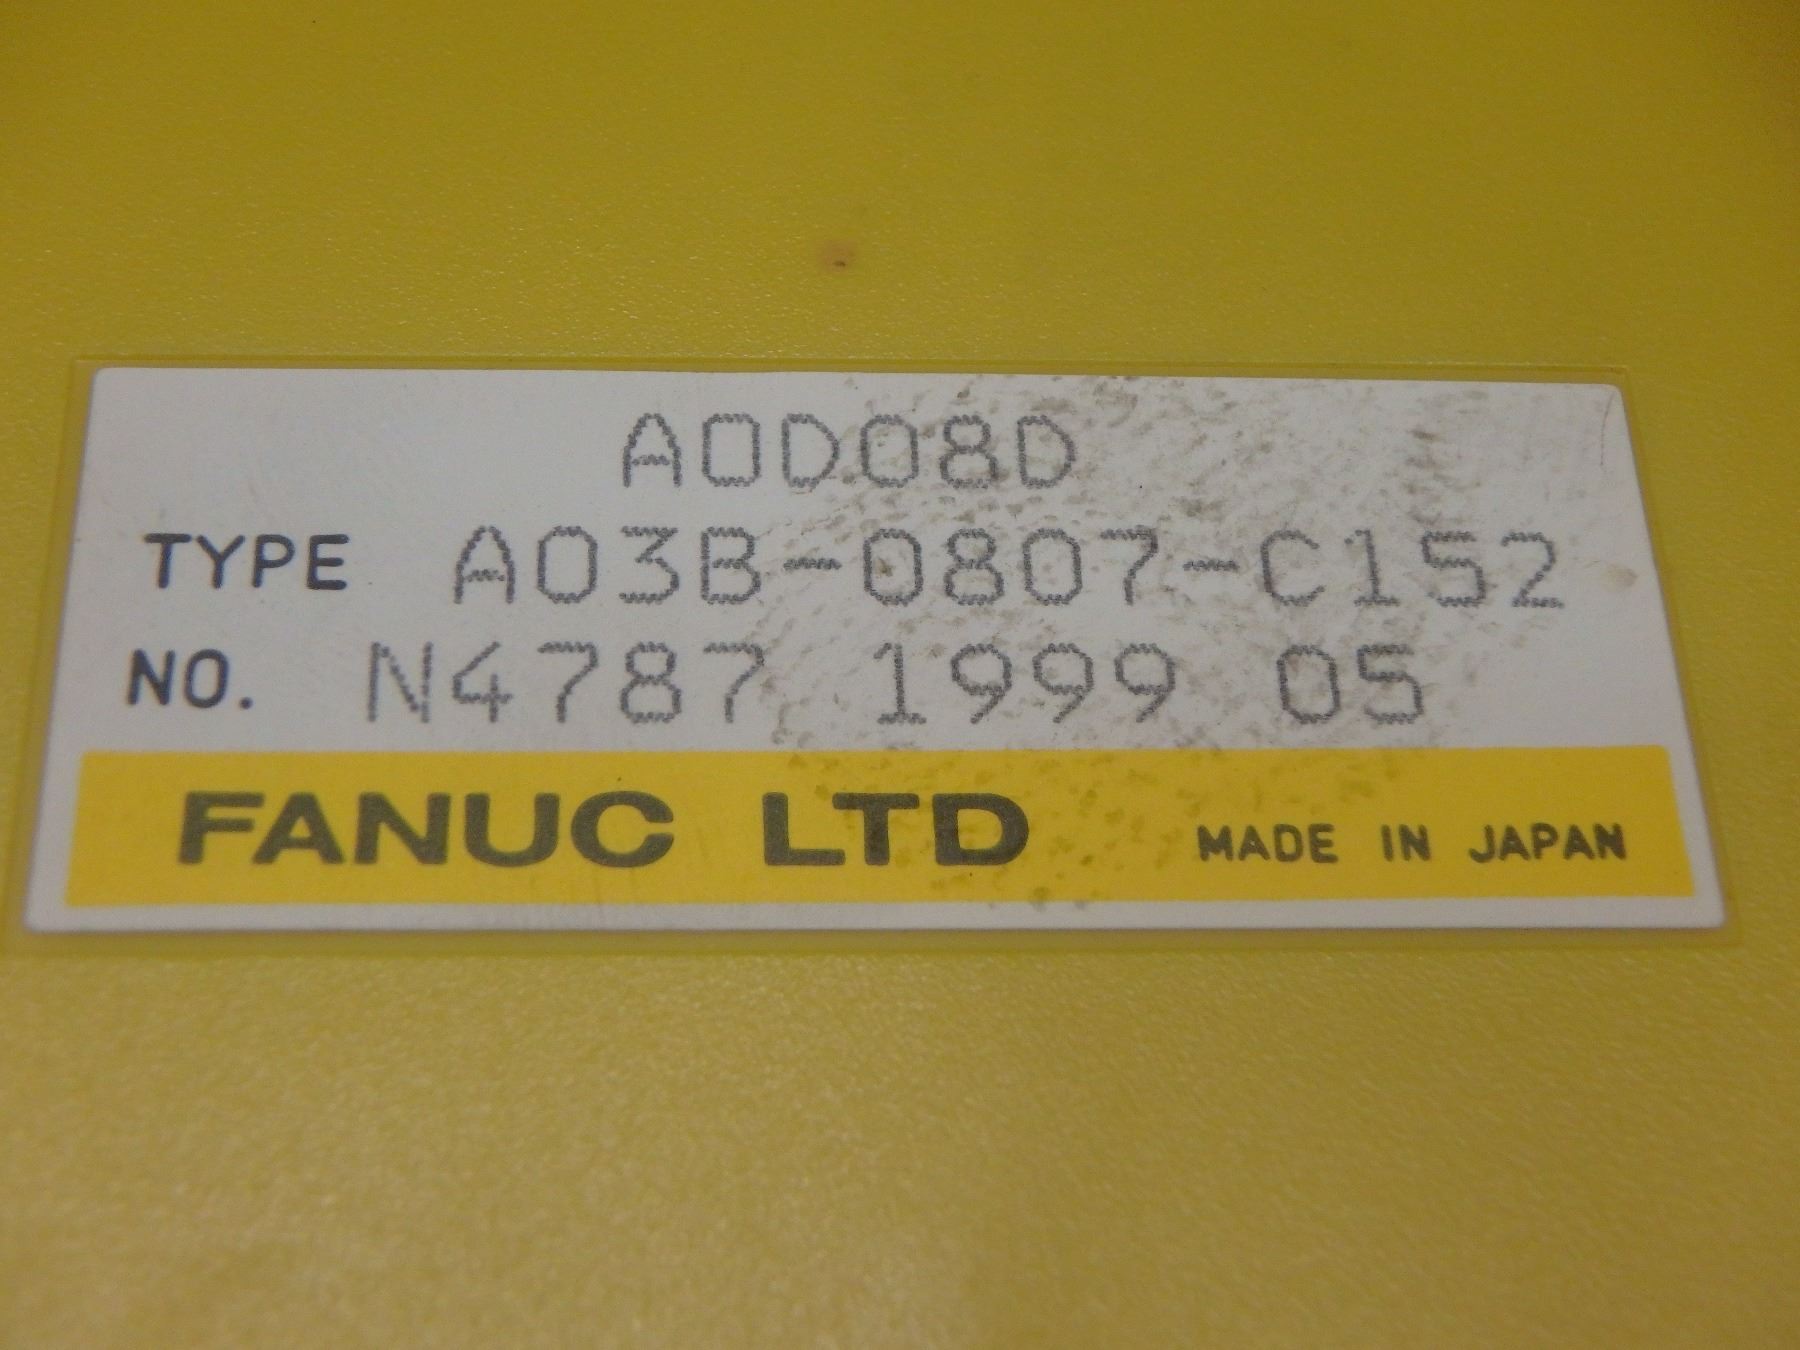 AOD08D
TYPE A03B-0807-C152
NO. N4787 1999 05
FANUC LTD MADE IN JAPAN